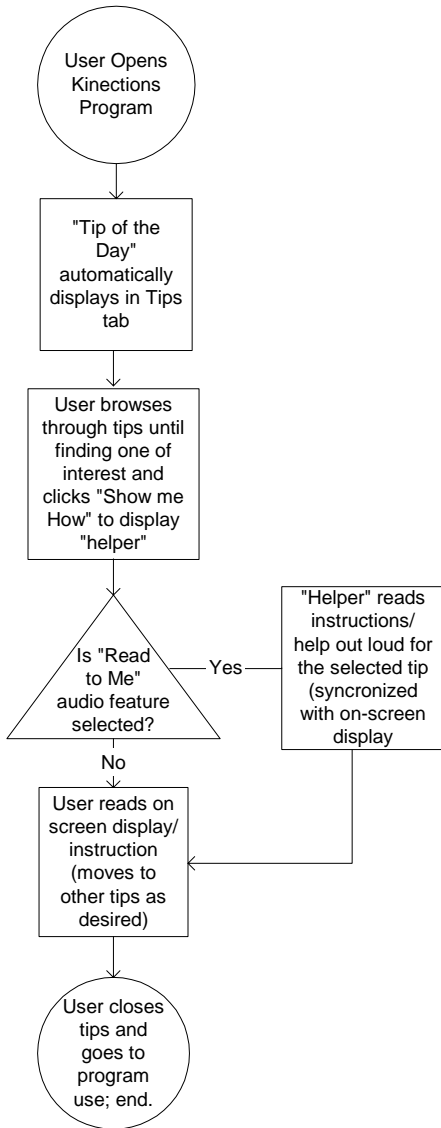 User Opens
Kinections
Program
"Tip of the
Day"
automatically
displays in Tips
tab
User browses
through tips until
finding one of
interest and
clicks "Show me
How" to display
"helper"
Is "Read
to Me"
audio feature
selected?
Yes
"Helper" reads
instructions/
help out loud for
the selected tip
(syncronized
with on-screen
display
No
User reads on
screen display/
instruction
(moves to
other tips as
desired)
User closes
tips and
goes to
program
use; end.